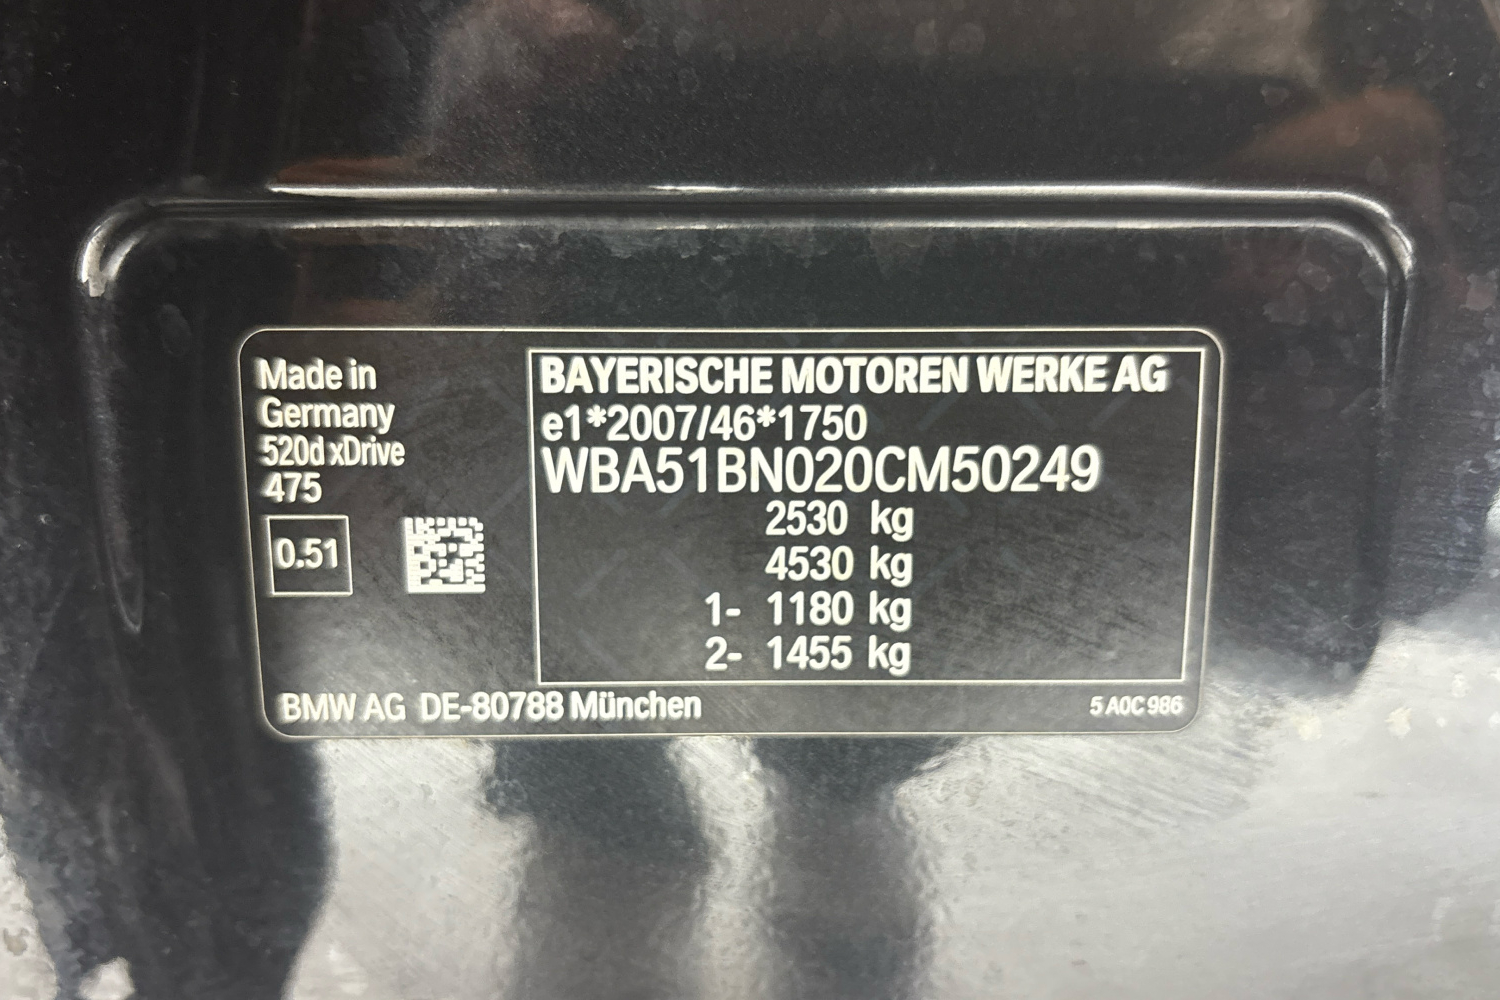 Made in
Germany
520d xDrive
475
0.51
BAYERISCHE MOTOREN WERKE AG
e1*2007/46*1750
WBA51BN020CM50249
2530 kg
4530 kg
1- 1180 kg
2- 1455 kg
BMW AG DE-80788 München
5 A0C 986